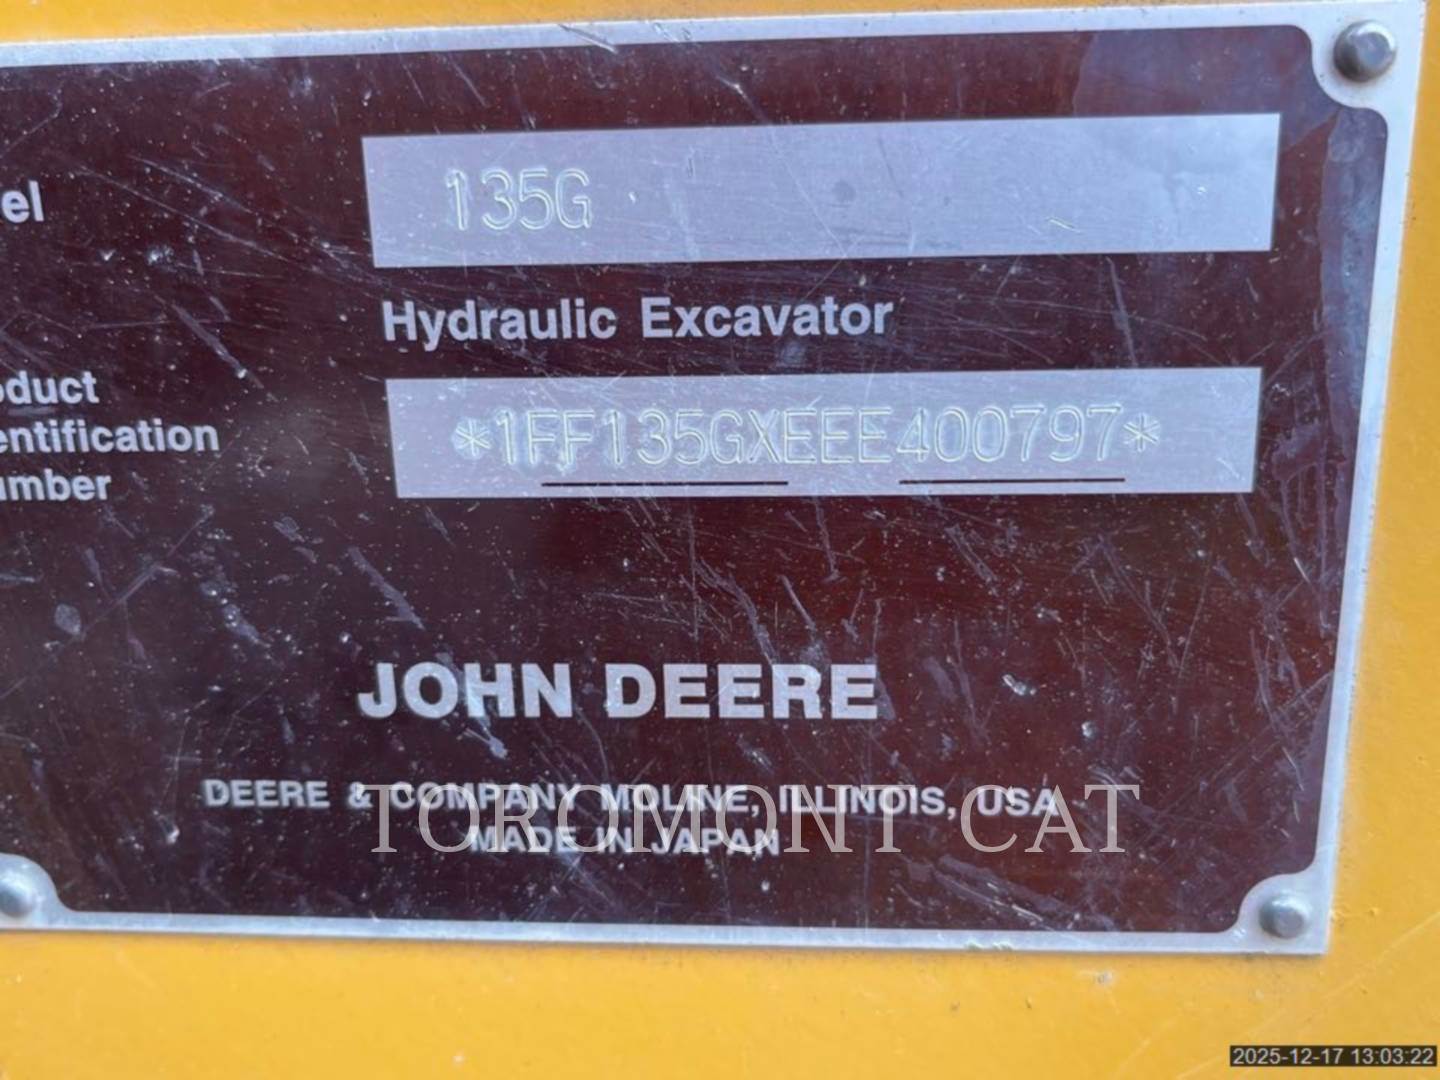 el
135G
Hydraulic Excavator
oduct
entification
umber
*1FF135GXEEE400797*
JOHN DEERE
DEERE & COMPANY MOLINE, ILLINOIS, USA
MADE IN JAPAN
TOROMONT CAT
2025-12-17 13:03:22